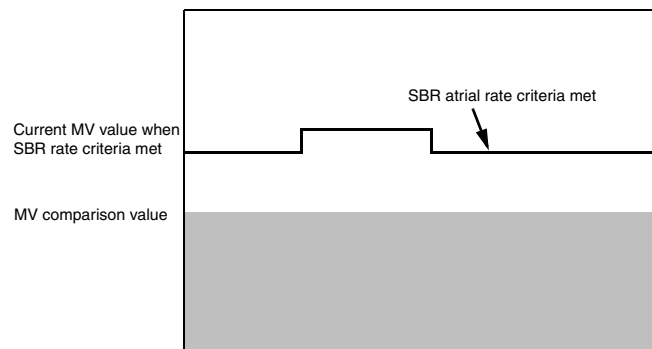 SBR atrial rate criteria met
Current MV value when
SBR rate criteria met
MV comparison value